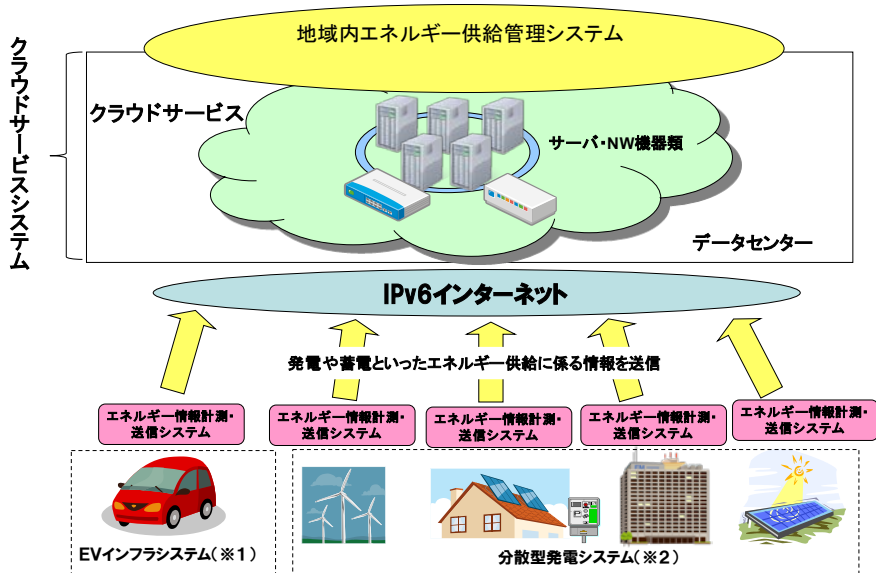 地域内エネルギー供給管理システム
クラウドサービスシステム
クラウドサービス
サーバ・NW機器類
データセンター
IPv6インターネット
発電や蓄電といったエネルギー供給に係る情報を送信
エネルギー情報計測・
送信システム
エネルギー情報計測・
送信システム
エネルギー情報計測・
送信システム
エネルギー情報計測・
送信システム
エネルギー情報計測・
送信システム
EVインフラシステム(※1)
分散型発電システム(※2)